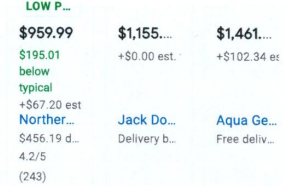 LOW P...
$959.99 $1,155.... $1,461....
$195.01 +$0.00 est. +$102.34 es
below
typical
+$67.20 est
Norther... Jack Do... Aqua Ge...
$456.19 d... Delivery b... Free deliv...
4.2/5
(243)